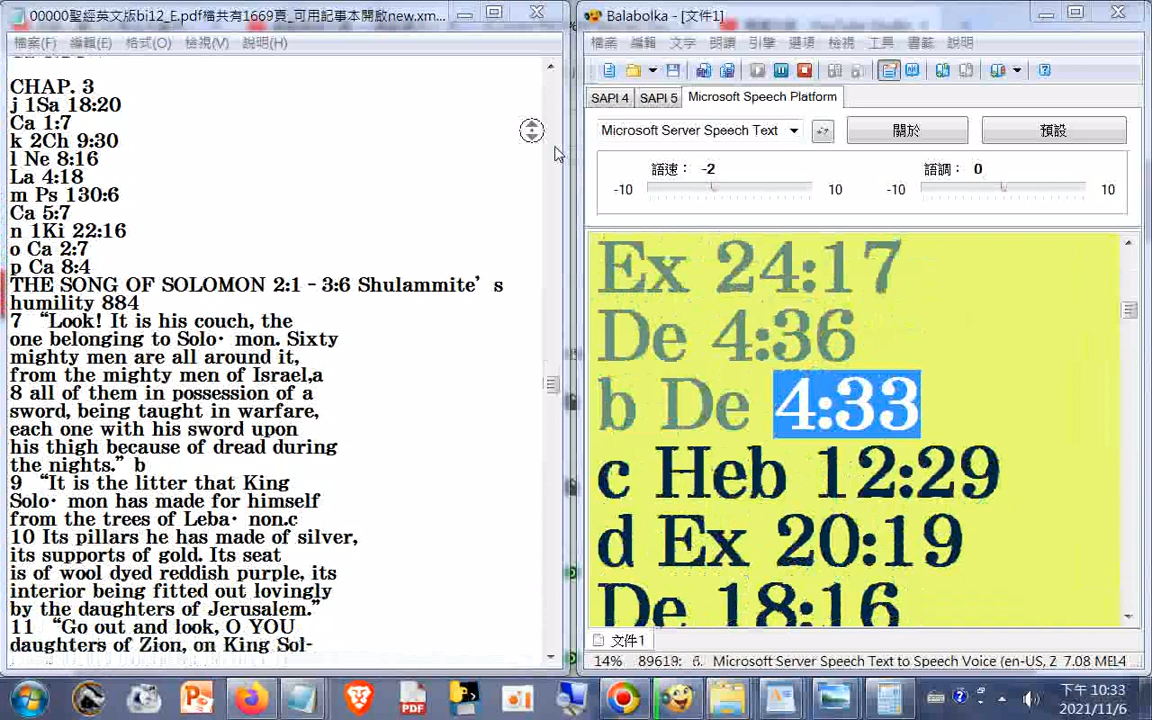 00000聖經英文版bi12_E.pdf檔共有1669頁_可用記事本開啟new.xm...
檔案(F) 編輯(E) 格式(O) 檢視(V) 說明(H)
CHAP. 3
j 1Sa 18:20
Ca 1:7
k 2Ch 9:30
l Ne 8:16
La 4:18
m Ps 130:6
Ca 5:7
n 1Ki 22:16
o Ca 2:7
p Ca 8:4
THE SONG OF SOLOMON 2:1 – 3:6 Shulammite’s
humility 884
7 “Look! It is his couch, the
one belonging to Solo·mon. Sixty
mighty men are all around it,
from the mighty men of Israel,a
8 all of them in possession of a
sword, being taught in warfare,
each one with his sword upon
his thigh because of dread during
the nights.” b
9 “It is the litter that King
Solo·mon has made for himself
from the trees of Leba·non.c
10 Its pillars he has made of silver,
its supports of gold. Its seat
is of wool dyed reddish purple, its
interior being fitted out lovingly
by the daughters of Jerusalem.”
11 “Go out and look, O YOU
daughters of Zion, on King Sol-
Balabolka - [文件1]
檔案 編輯 文字 朗讀 引擎 選項 檢視 工具 書籤 說明
SAPI 4 SAPI 5 Microsoft Speech Platform
Microsoft Server Speech Text 關於 預設
語速： -2 語調： 0
-10 10 -10 10
Ex 24:17
De 4:36
b De 4:33
c Heb 12:29
d Ex 20:19
De 18:16
文件1
14% 89619: 6. Microsoft Server Speech Text to Speech Voice (en-US, Z 7.08 MEL4
PDF
下午 10:33
2021/11/6